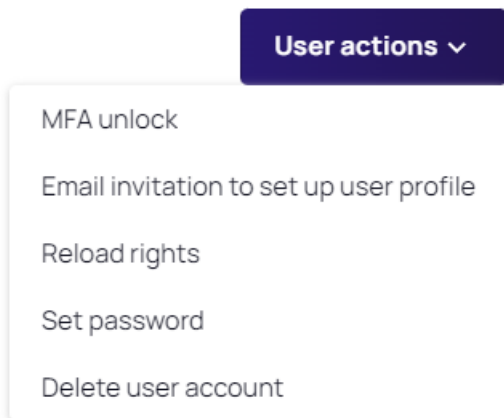 User actions
MFA unlock
Email invitation to set up user profile
Reload rights
Set password
Delete user account